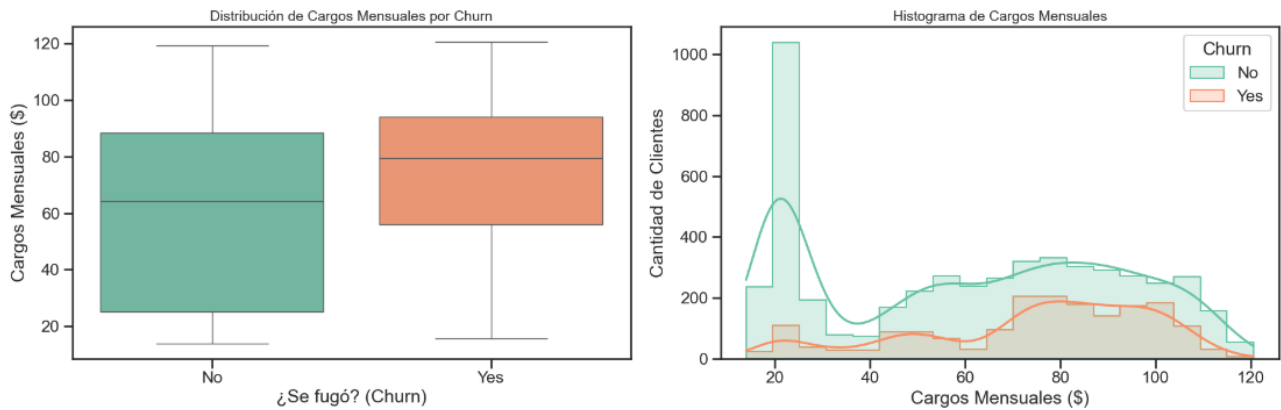 Distribución de Cargos Mensuales por Churn
120
100
80
60
40
20
Cargos Mensuales ($)
No
Yes
¿Se fugó? (Churn)
Histograma de Cargos Mensuales
Churn
No
Yes
1000
800
600
400
200
0
Cantidad de Clientes
20
40
60
80
100
120
Cargos Mensuales ($)